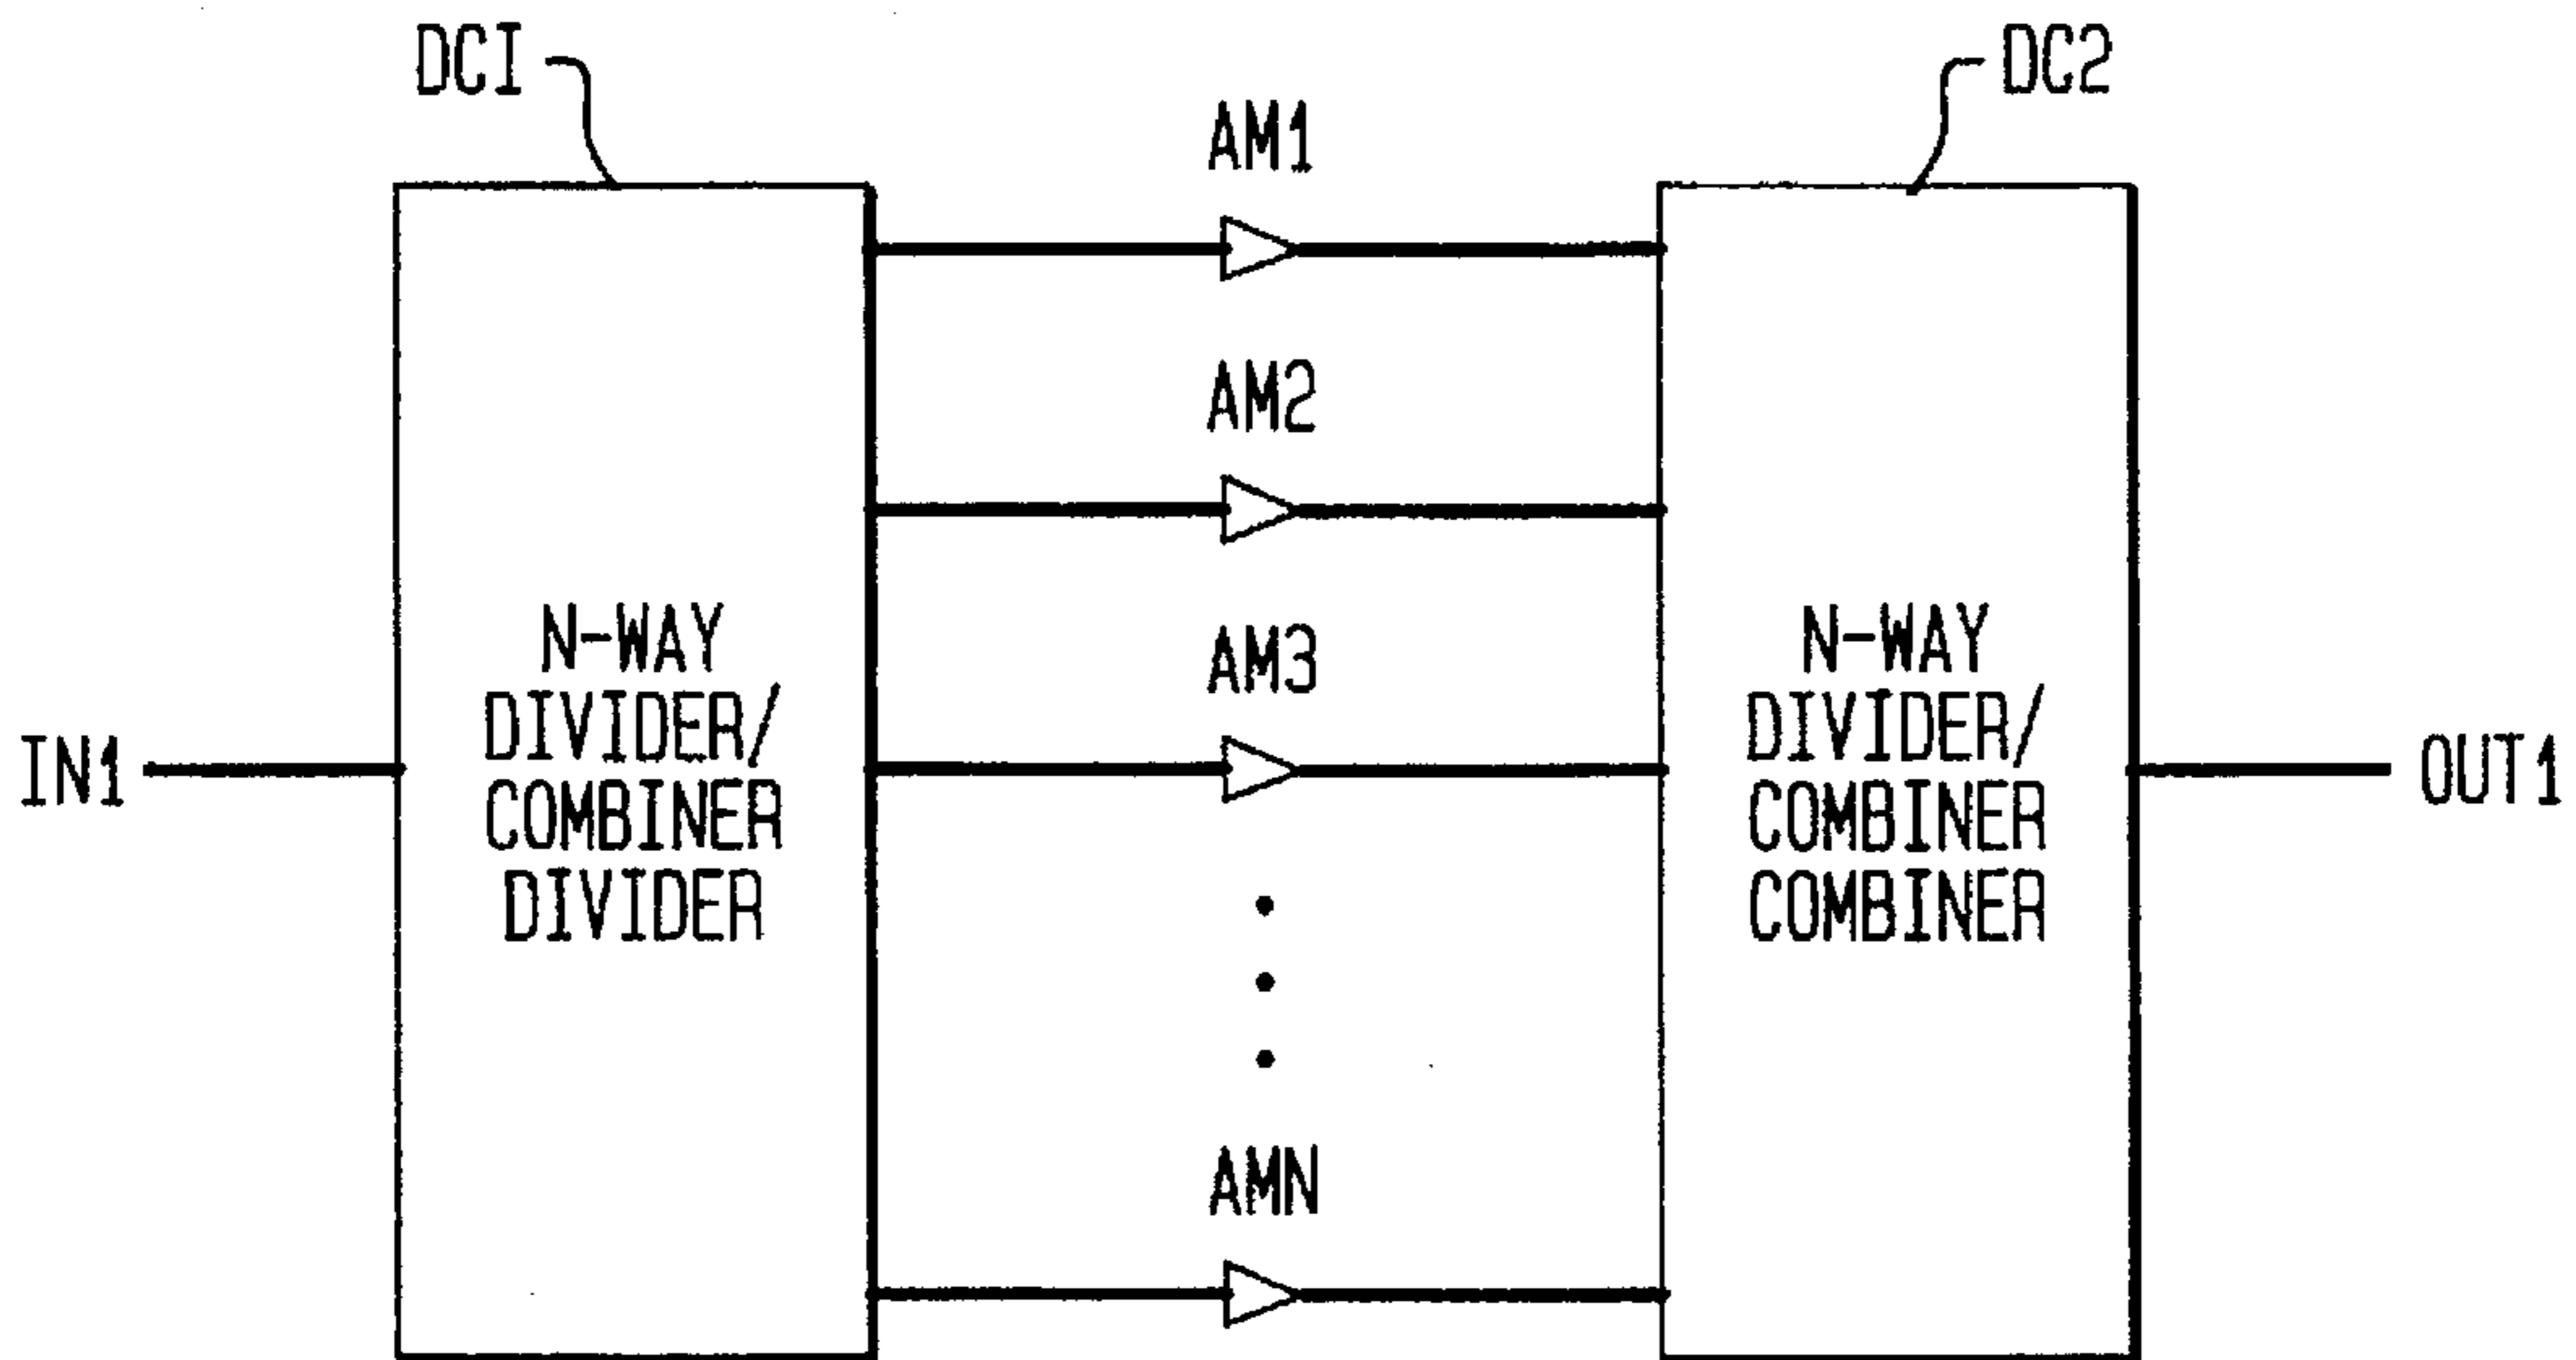 DCI
DC2
AM1
AM2
N-WAY
DIVIDER/
COMBINER
DIVIDER
AM3
N-WAY
DIVIDER/
COMBINER
COMBINER
IN1
OUT1
AMN